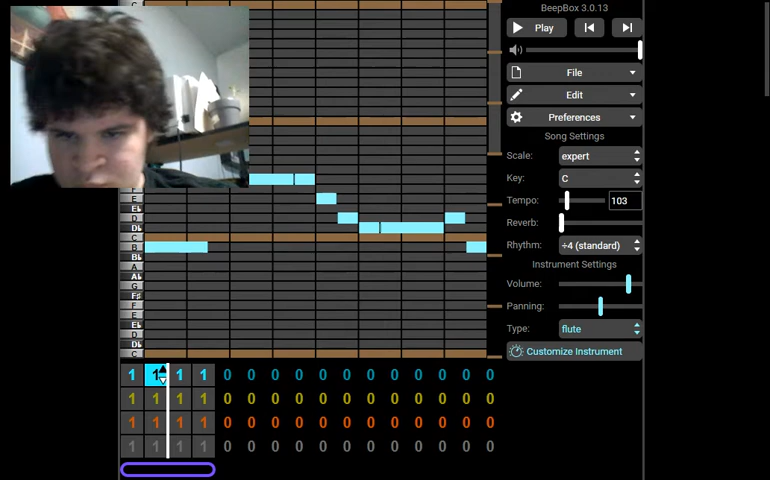 C
BeepBox 3.0.13
Play
File
Edit
Preferences
Song Settings
Scale: expert
Key: C
Tempo: 103
Reverb:
Rhythm: ÷4 (standard)
Instrument Settings
Volume:
Panning:
Type: flute
Customize Instrument
E
E♭
D
D♭
C
B
B♭
A
A♭
G
F♯
F
E
E♭
D
D♭
C
1 1 1 1 0 0 0 0 0 0 0 0 0 0 0 0
1 1 1 1 0 0 0 0 0 0 0 0 0 0 0 0
1 1 1 1 0 0 0 0 0 0 0 0 0 0 0 0
1 1 1 1 0 0 0 0 0 0 0 0 0 0 0 0